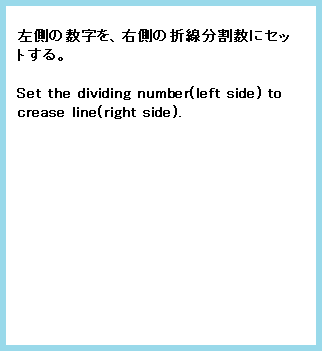 左側の数字を、右側の折線分割数にセッ
トする。
Set the dividing number(left side) to
crease line(right side).